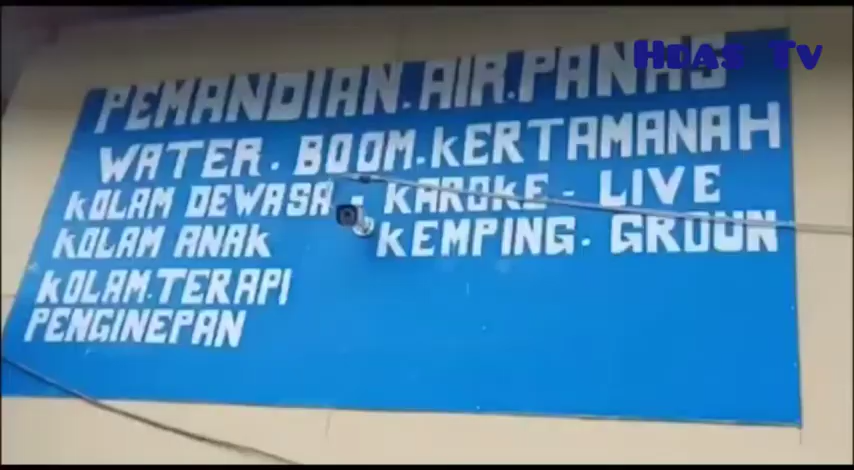 Hoas Tv
PEMANDIAN.AIR.PANAS
WATER.BOOM.KERTAMANAH
KOLAM DEWASA - KAROKE - LIVE
KOLAM ANAK KEMPING. GROUN
KOLAM.TERAPI
PENGINEPAN